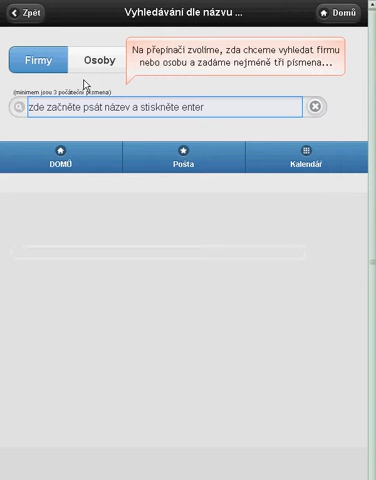 Zpět
Vyhledávání dle názvu ...
Domů
Firmy
Osoby
Na přepínači zvolíme, zda chceme vyhledat firmu
nebo osobu a zadáme nejméně tři písmena...
(minimem jsou 3 počáteční písmena)
zde začněte psát název a stiskněte enter
DOMŮ
Pošta
Kalendář